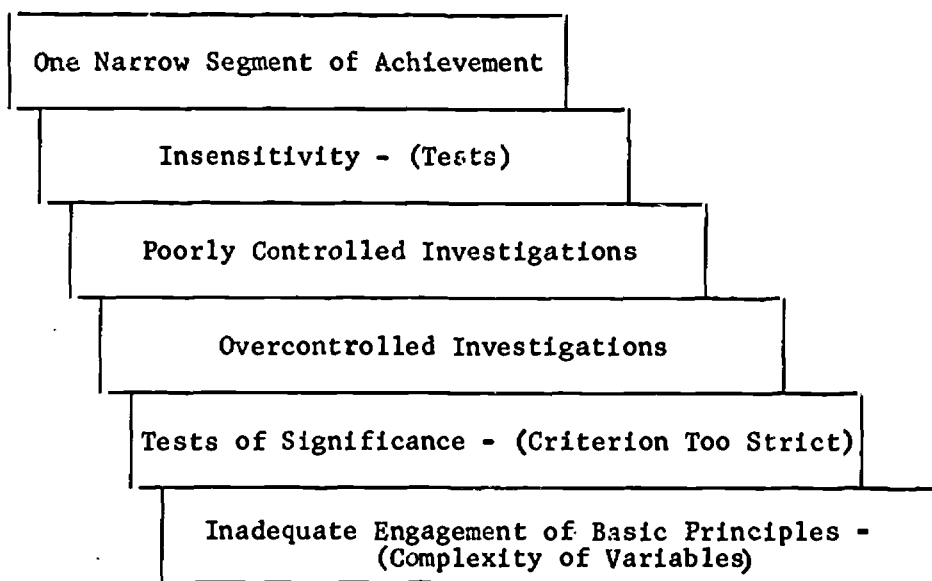 One Narrow Segment of Achievement
Insensitivity - (Tests)
Poorly Controlled Investigations
Overcontrolled Investigations
Tests of Significance - (Criterion Too Strict)
Inadequate Engagement of Basic Principles -
(Complexity of Variables)